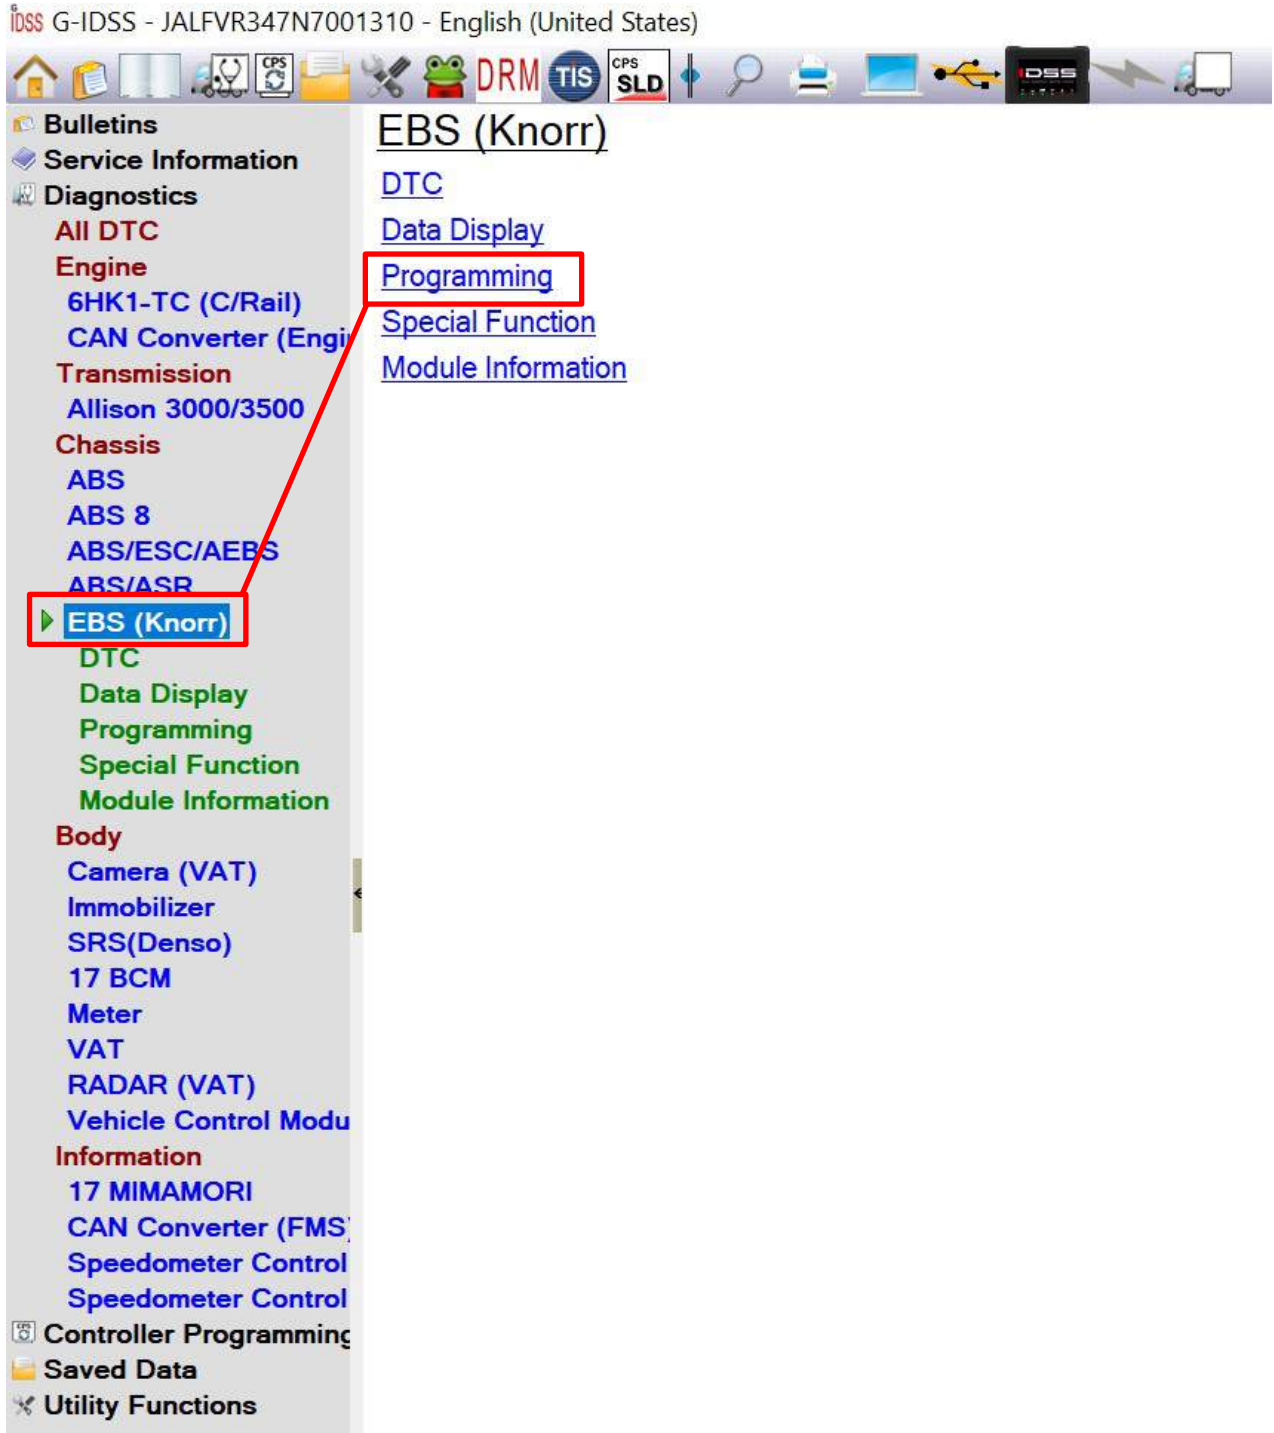 IDSS G-IDSS - JALFVR347N7001310 - English (United States)
CPS DRM TIS CPS SLD IDSS
Bulletins
Service Information
Diagnostics
All DTC
Engine
6HK1-TC (C/Rail)
CAN Converter (Engin
Transmission
Allison 3000/3500
Chassis
ABS
ABS 8
ABS/ESC/AEBS
ABS/ASR
EBS (Knorr)
DTC
Data Display
Programming
Special Function
Module Information
Body
Camera (VAT)
Immobilizer
SRS(Denso)
17 BCM
Meter
VAT
RADAR (VAT)
Vehicle Control Modu
Information
17 MIMAMORI
CAN Converter (FMS)
Speedometer Control
Speedometer Control
Controller Programming
Saved Data
Utility Functions
EBS (Knorr)
DTC
Data Display
Programming
Special Function
Module Information